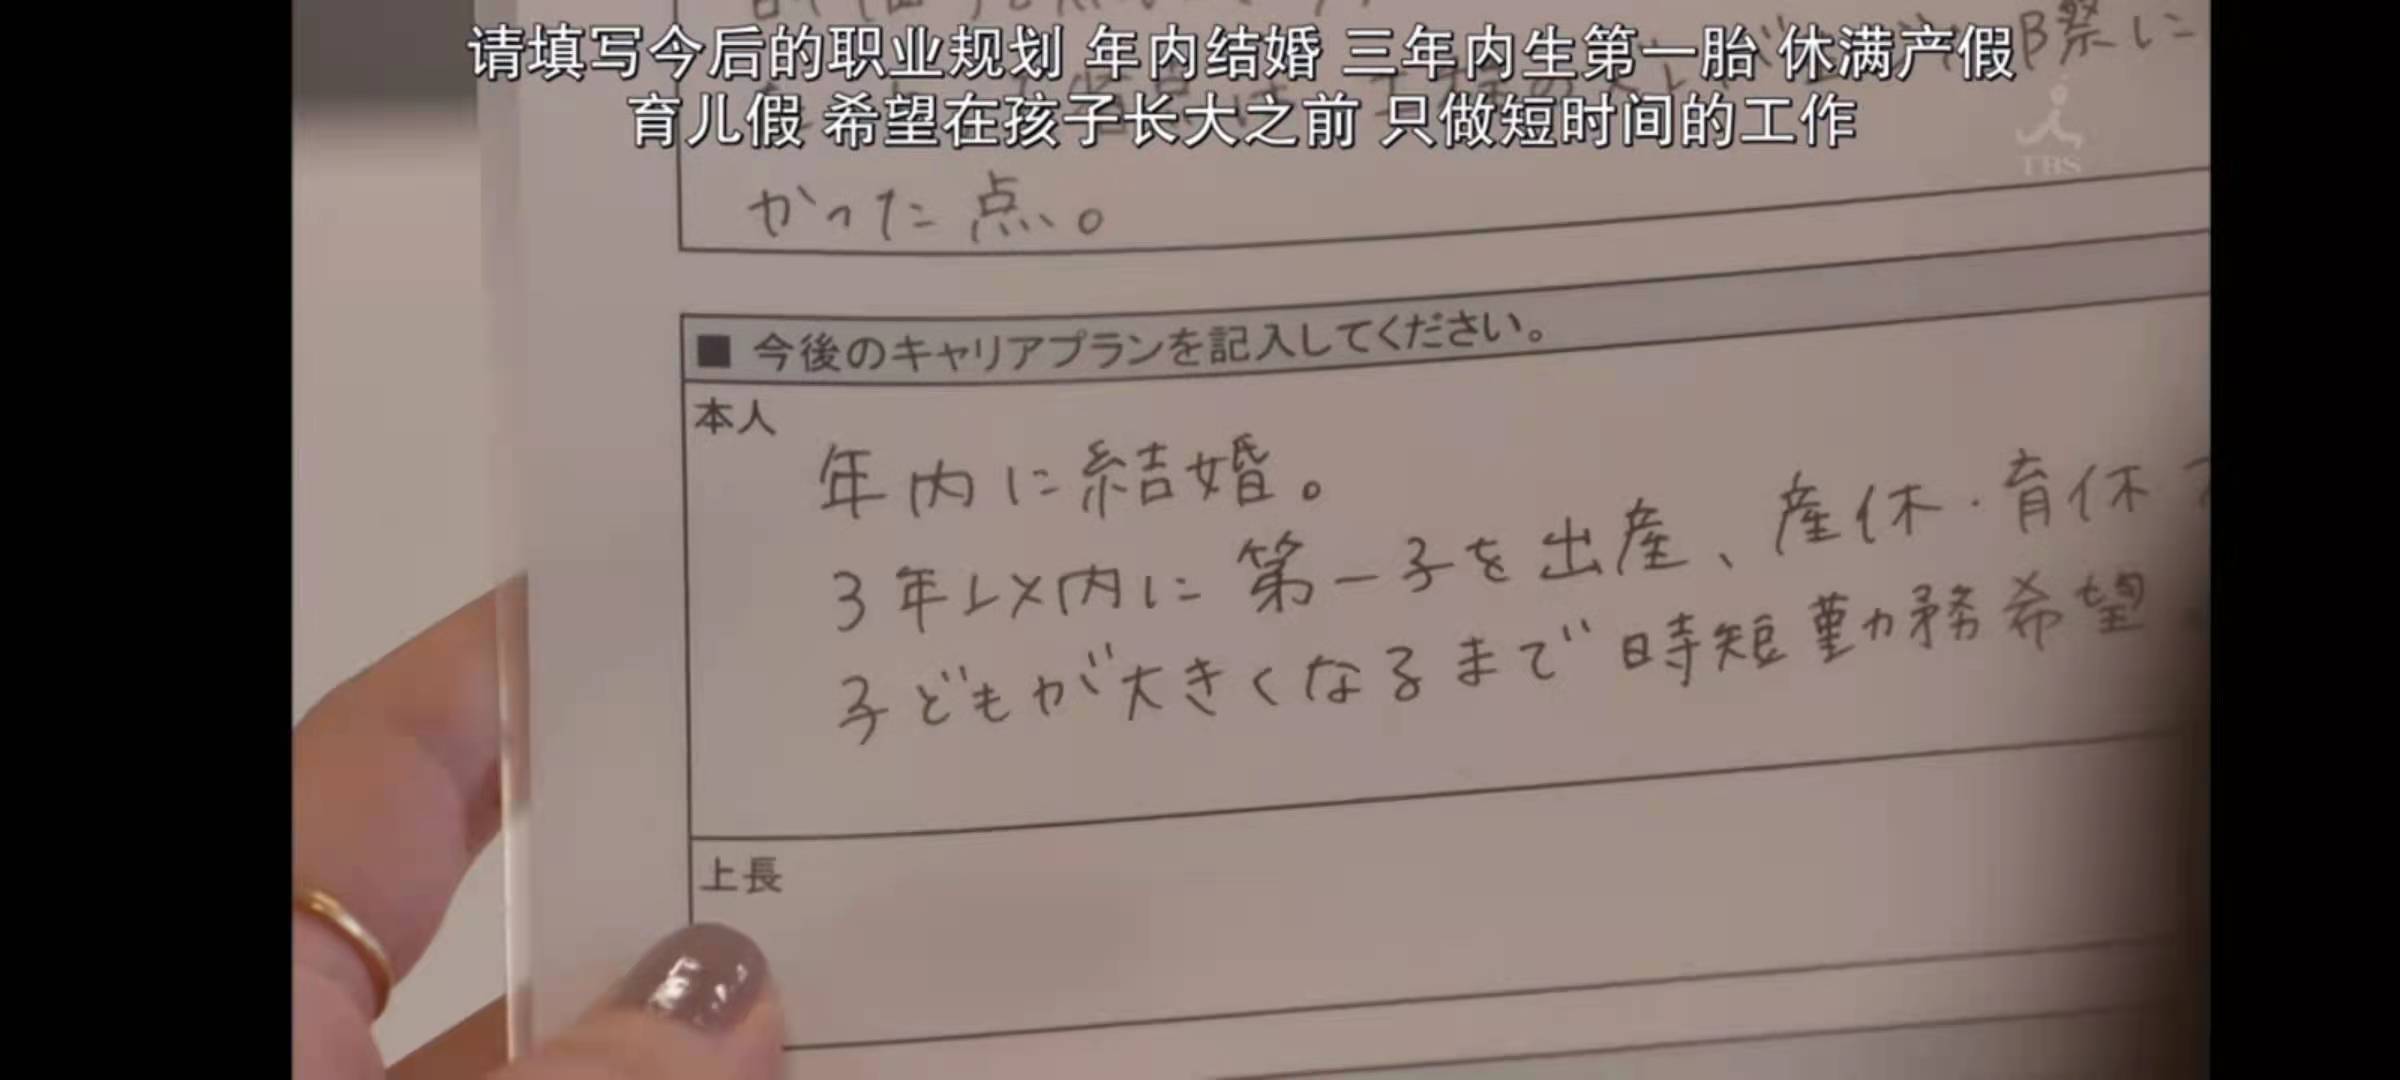 请填写今后的职业规划 年内结婚 三年内生第一胎 休满产假
育儿假 希望在孩子长大之前 只做短时间的工作
TBS
かった点。
■ 今後のキャリアプランを記入してください。
本人
年内に結婚。
3年以内に第一子を出産、産休・育休
子どもが大きくなるまで時短勤務希望
上長